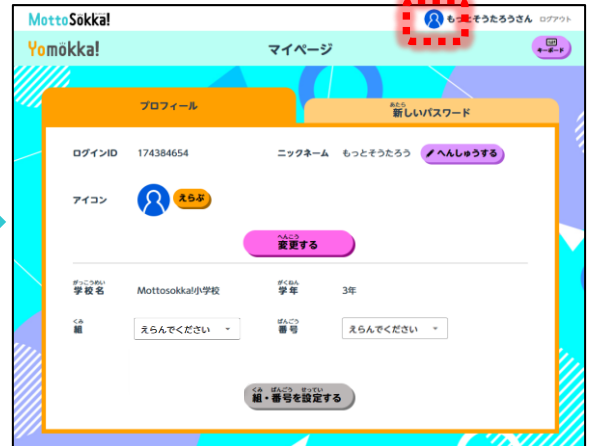 MottoSokka!
もっとそうたろうさん ログアウト
Yomokka!
マイページ
キーボード
プロフィール
あたら
新しいパスワード
ログインID 174384654 ニックネーム もっとそうたろう へんしゅうする
アイコン えらぶ
へんこう
変更する
がっこうめい がくねん
学校名 Mottosokka!小学校 学年 3年
くみ ばんごう
組 えらんでください 番号 えらんでください
くみ ばんごう せってい
組・番号を設定する